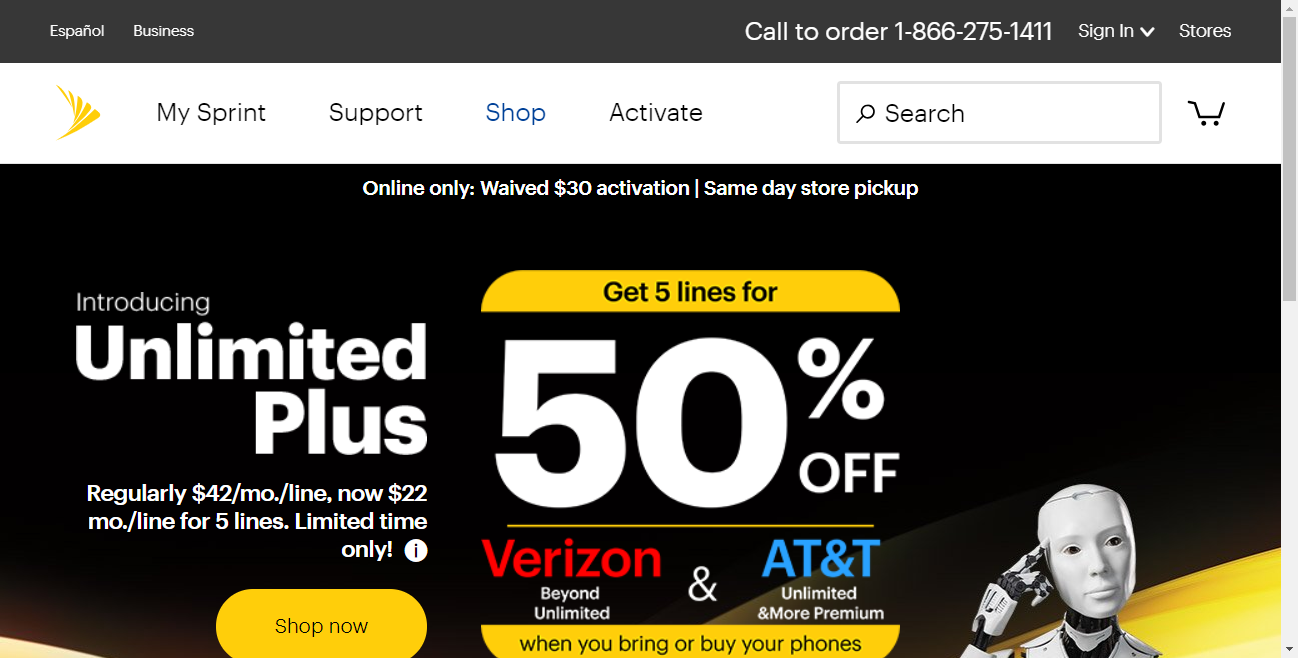 Español Business Call to order 1-866-275-1411 Sign In Stores
My Sprint Support Shop Activate Search
Online only: Waived $30 activation | Same day store pickup
Introducing
Unlimited
Plus
Regularly $42/mo./line, now $22
mo./line for 5 lines. Limited time
only! i
Shop now
Get 5 lines for
50%
OFF
Verizon & AT&T
Beyond Unlimited
Unlimited &More Premium
when you bring or buy your phones